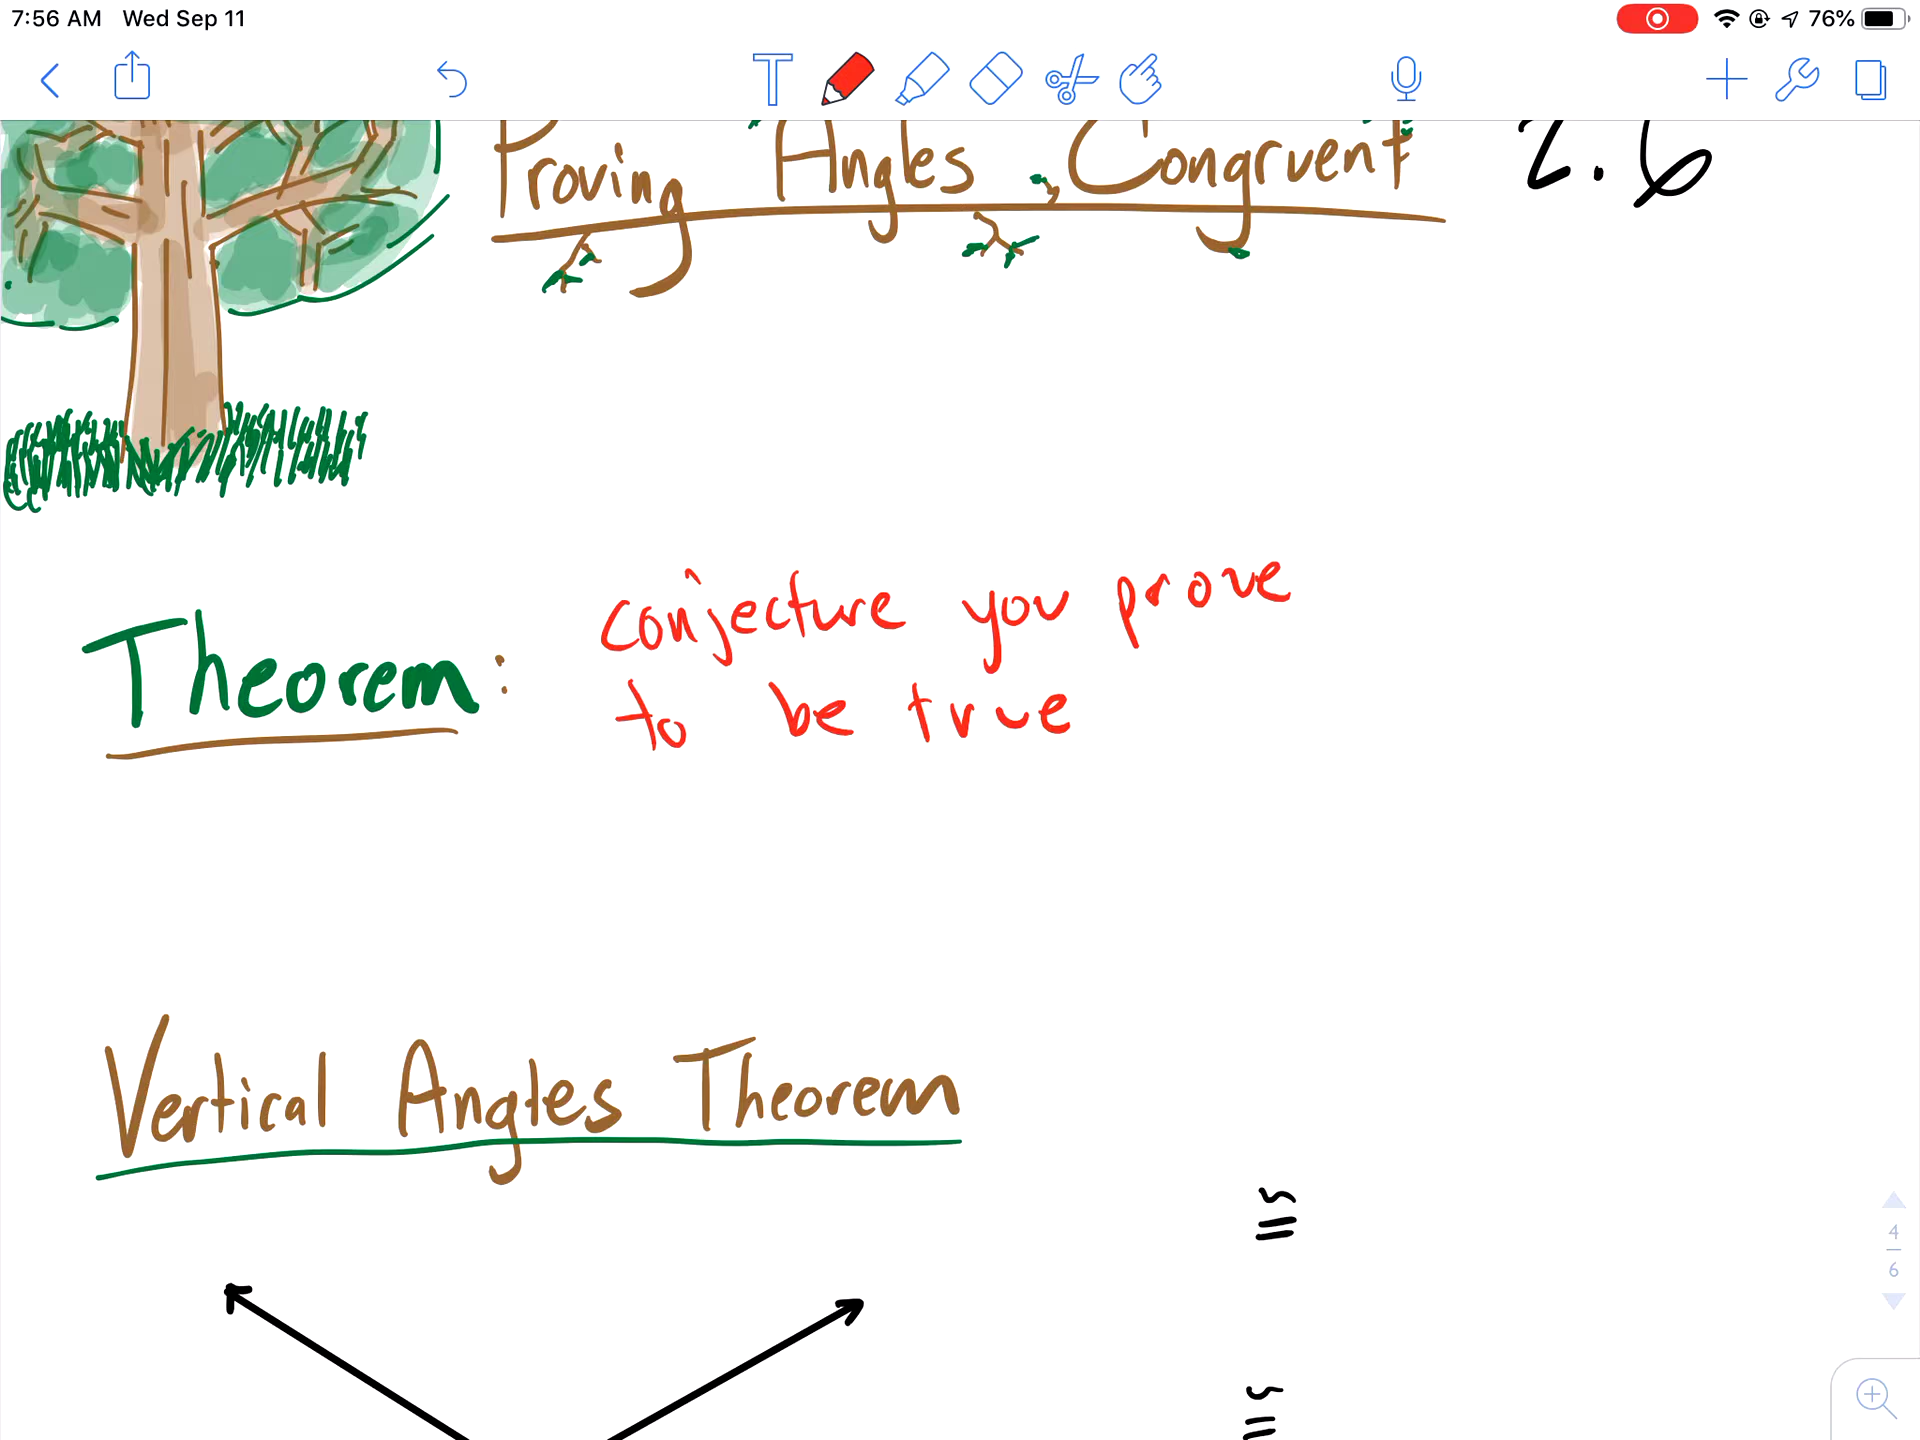 7:56 AM Wed Sep 11
76%
T
Proving Angles Congruent 2.6
Theorem: conjecture you prove
to be true
Vertical Angles Theorem
≅
4
6
≅